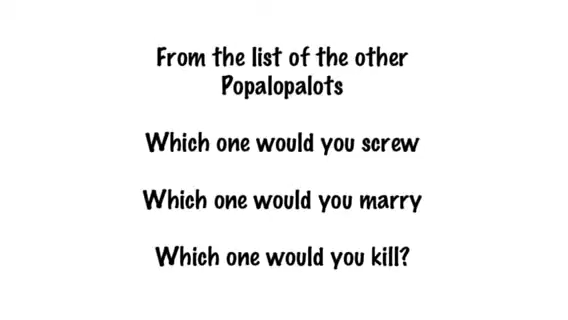 From the list of the other
Popalopalots
Which one would you screw
Which one would you marry
Which one would you kill?